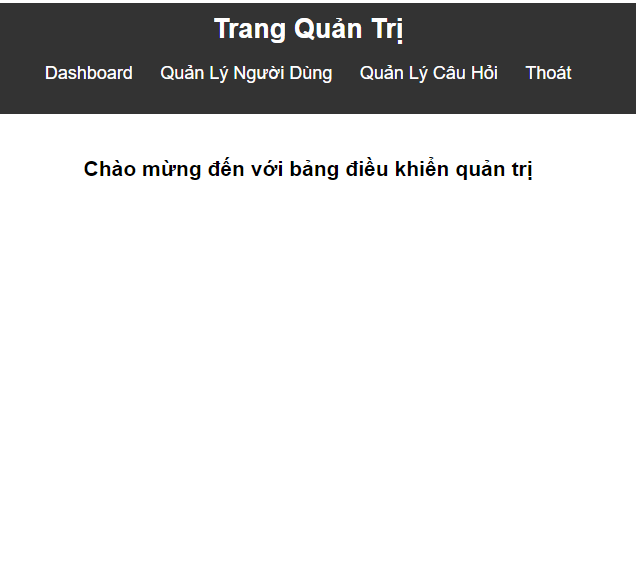 Trang Quản Trị
Dashboard Quản Lý Người Dùng Quản Lý Câu Hỏi Thoát
Chào mừng đến với bảng điều khiển quản trị